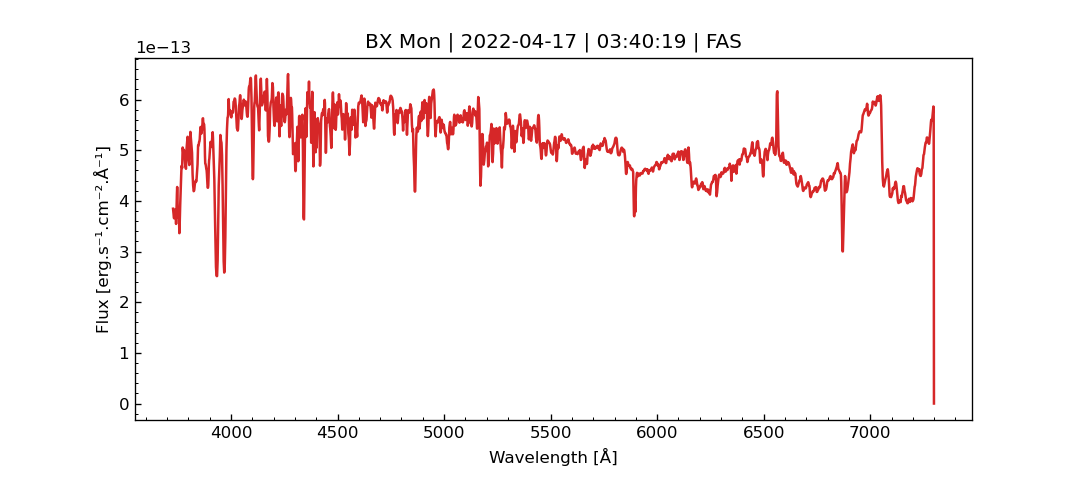 BX Mon | 2022-04-17 | 03:40:19 | FAS
1e−13
6
5
4
3
2
1
0
Flux [erg.s⁻¹.cm⁻².Å⁻¹]
4000 4500 5000 5500 6000 6500 7000
Wavelength [Å]